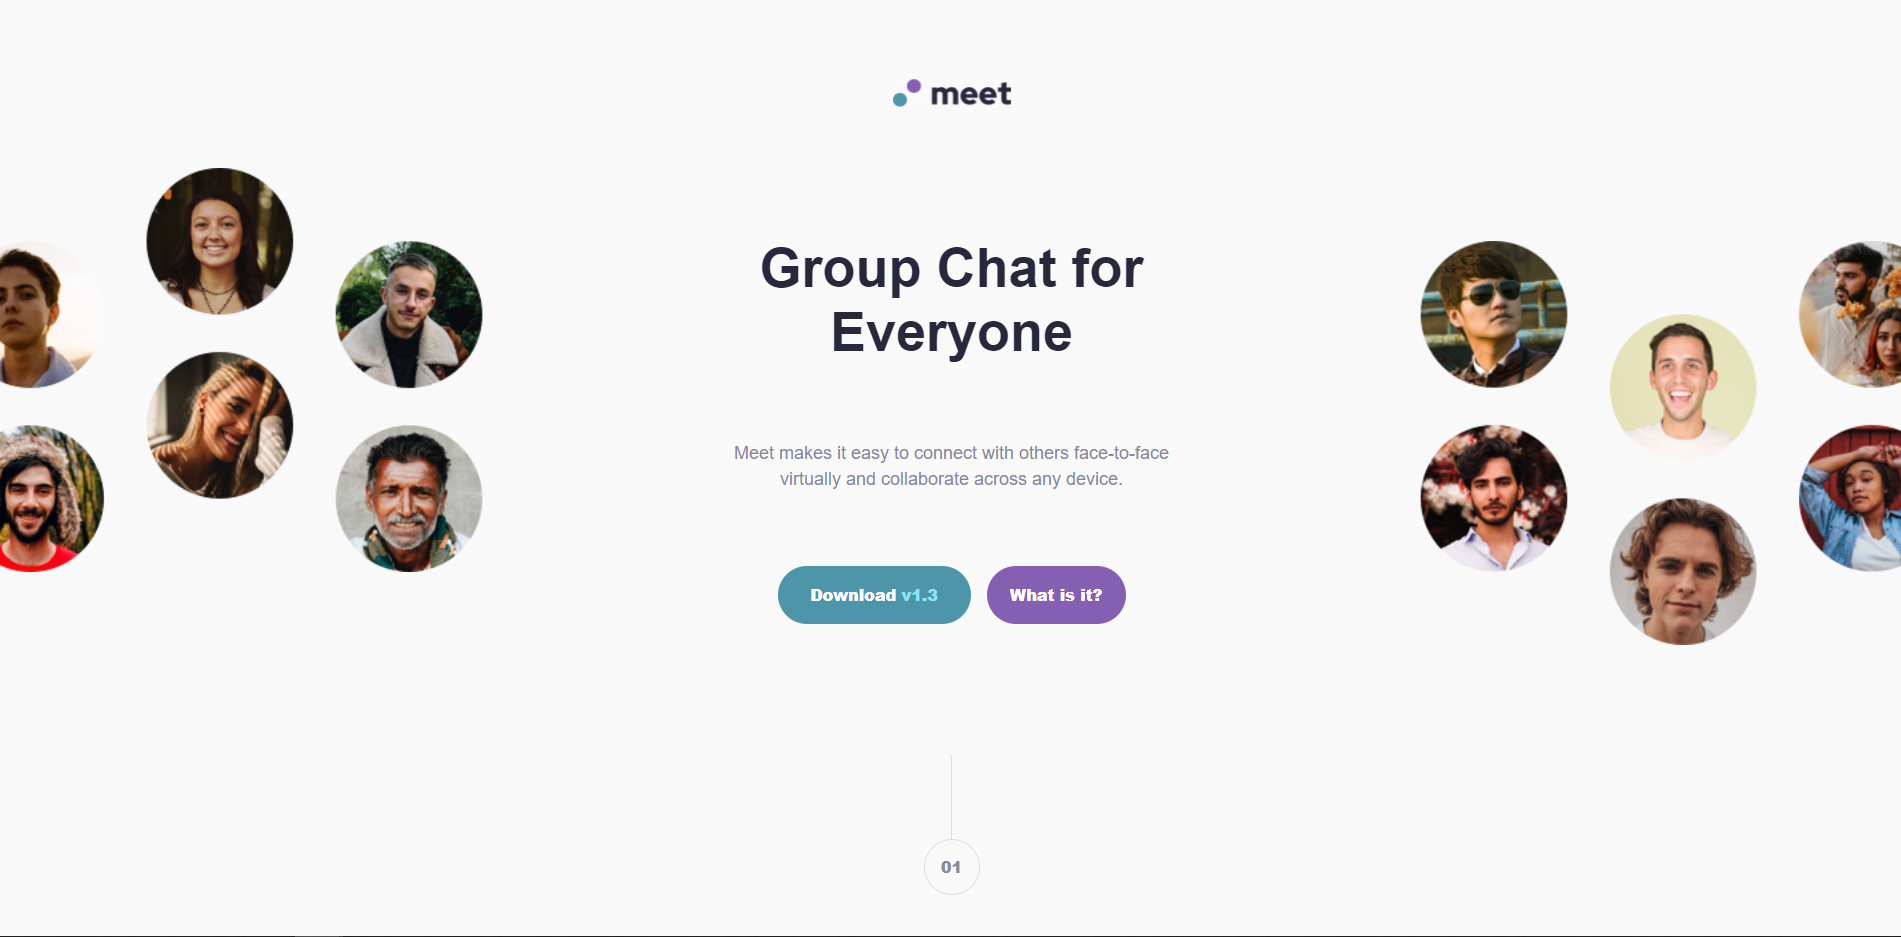 meet
Group Chat for
Everyone
Meet makes it easy to connect with others face-to-face
virtually and collaborate across any device.
Download v1.3
What is it?
01